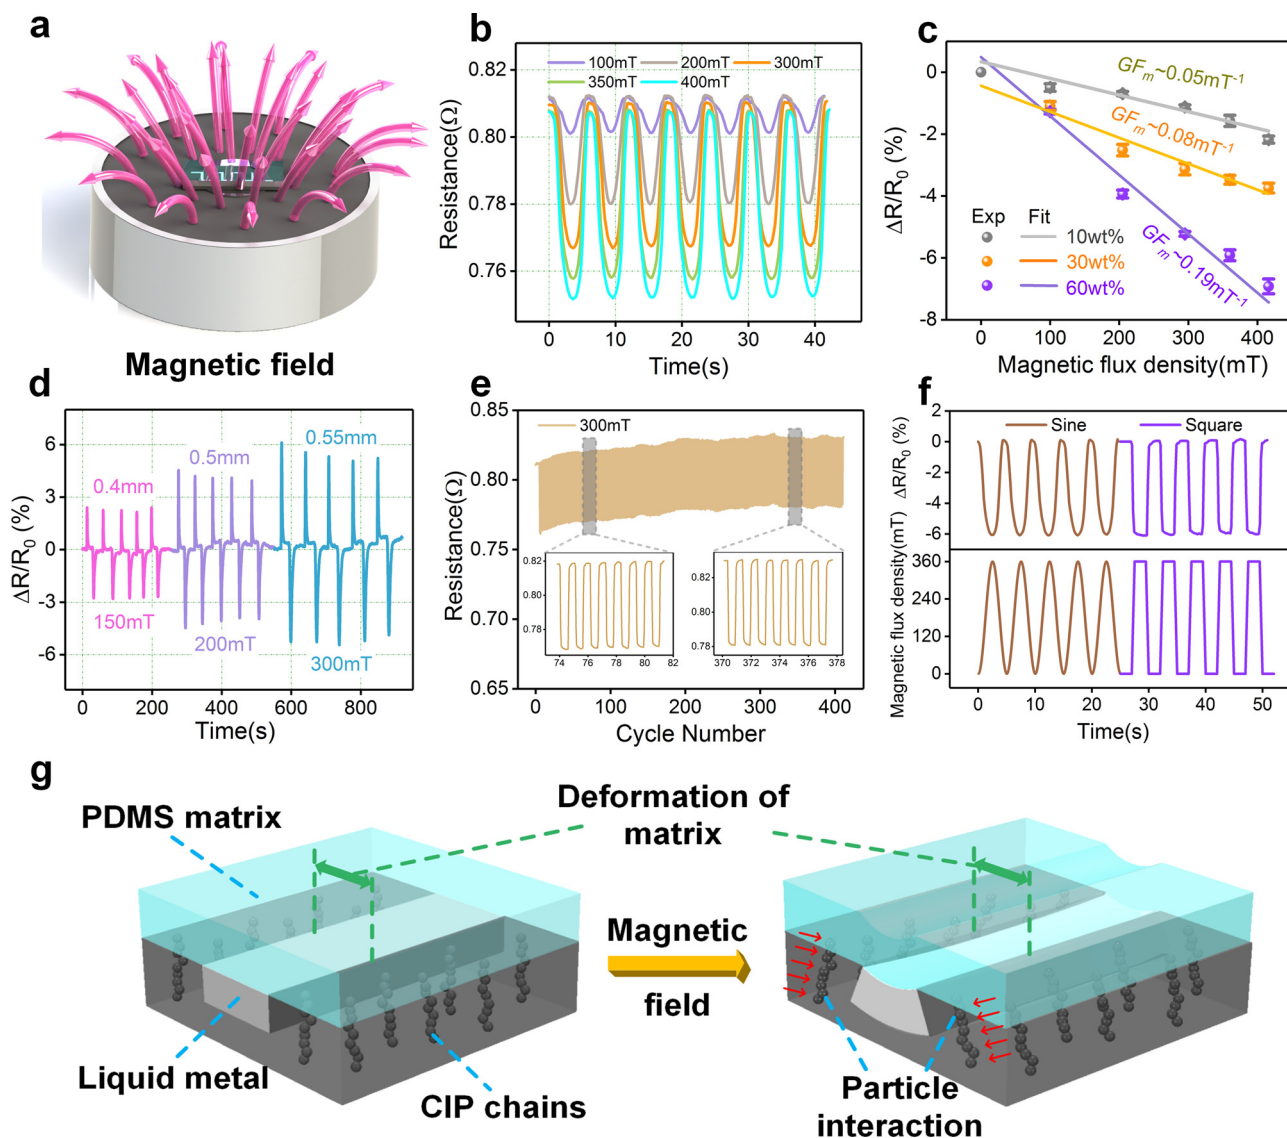 a
Magnetic field
b
100mT
200mT
300mT
350mT
400mT
0.82
0.80
0.78
0.76
Resistance(Ω)
0
10
20
30
40
Time(s)
c
GFm~0.05mT-1
GFm~0.08mT-1
GFm~0.19mT-1
Exp Fit
10wt%
30wt%
60wt%
0
-2
-4
-6
-8
ΔR/R0 (%)
0
100
200
300
400
Magnetic flux density(mT)
d
0.4mm
0.5mm
0.55mm
150mT
200mT
300mT
6
3
0
-3
-6
ΔR/R0 (%)
0
200
400
600
800
Time(s)
e
300mT
0.85
0.80
0.75
0.70
0.65
Resistance(Ω)
0.82
0.80
0.78
74 76 78 80 82
0.82
0.80
0.78
370 372 374 376 378
0
100
200
300
400
Cycle Number
f
Sine
Square
2
0
-2
-4
-6
ΔR/R0 (%)
360
240
120
0
Magnetic flux density(mT)
0
10
20
30
40
50
Time(s)
g
PDMS matrix
Deformation of
matrix
Magnetic
field
Liquid metal
CIP chains
Particle
interaction